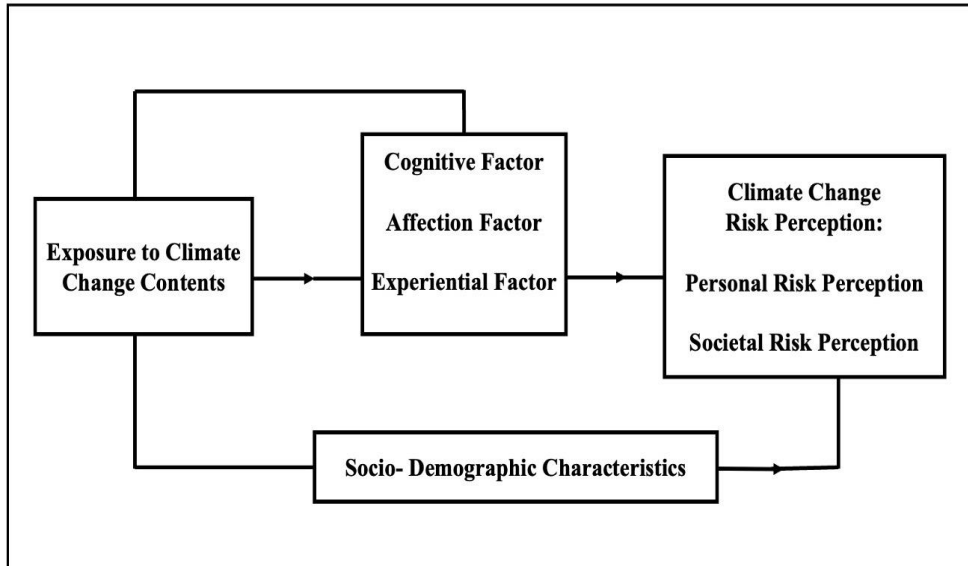 Exposure to Climate
Change Contents
Cognitive Factor
Affection Factor
Experiential Factor
Climate Change
Risk Perception:
Personal Risk Perception
Societal Risk Perception
Socio- Demographic Characteristics